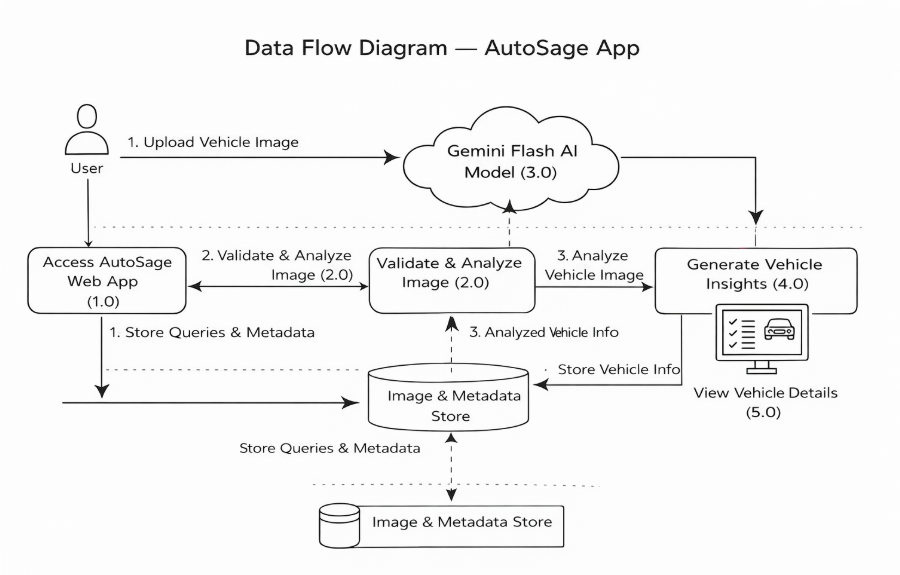 Data Flow Diagram — AutoSage App
1. Upload Vehicle Image
User
Gemini Flash AI
Model (3.0)
Access AutoSage
Web App
(1.0)
2. Validate & Analyze
Image (2.0)
Validate & Analyze
Image (2.0)
3. Analyze
Vehicle Image
Generate Vehicle
Insights (4.0)
1. Store Queries & Metadata
3. Analyzed Vehicle Info
Store Vehicle Info
View Vehicle Details
(5.0)
Image & Metadata
Store
Store Queries & Metadata
Image & Metadata Store